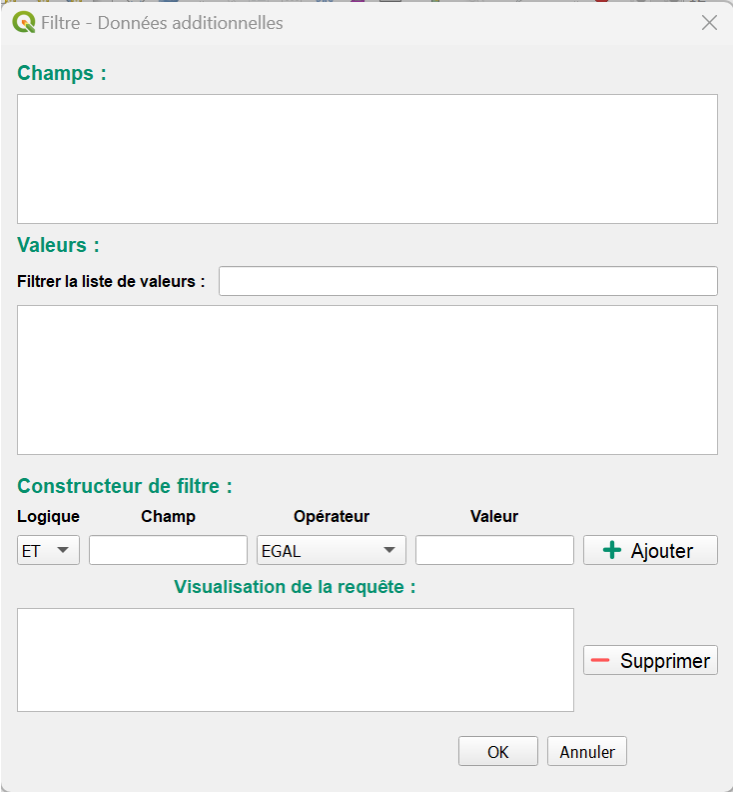 Filtre - Données additionnelles
Champs :
Valeurs :
Filtrer la liste de valeurs :
Constructeur de filtre :
Logique Champ Opérateur Valeur
ET EGAL Ajouter
Visualisation de la requête :
Supprimer
OK Annuler